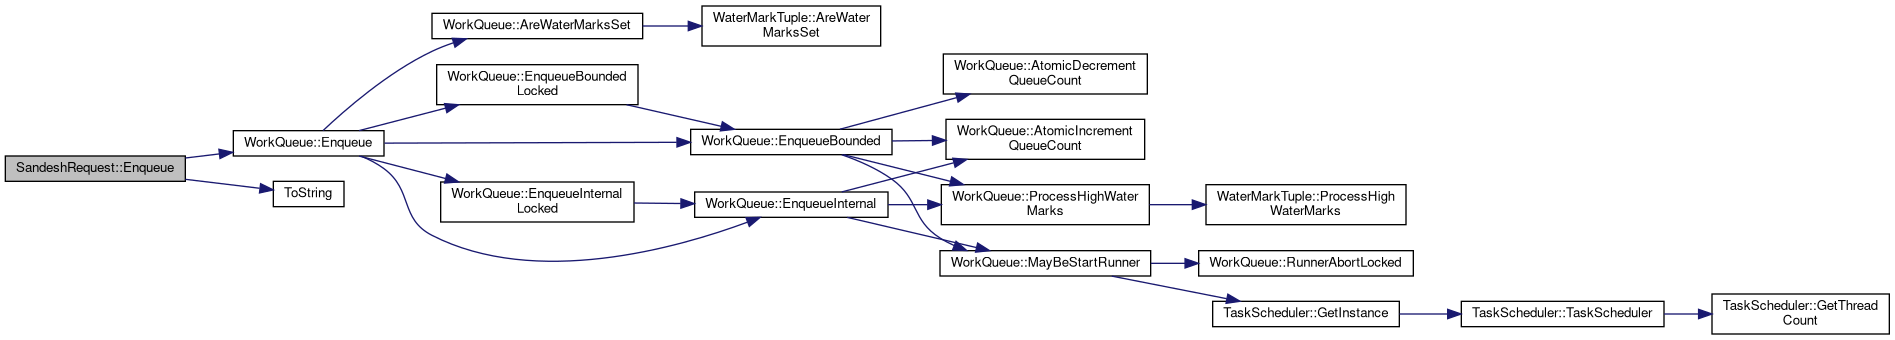 WorkQueue::AreWaterMarksSet
WaterMarkTuple::AreWater
MarksSet
WorkQueue::EnqueueBounded
Locked
WorkQueue::AtomicDecrement
QueueCount
WorkQueue::Enqueue
WorkQueue::EnqueueBounded
WorkQueue::AtomicIncrement
QueueCount
SandeshRequest::Enqueue
ToString
WorkQueue::EnqueueInternal
Locked
WorkQueue::EnqueueInternal
WorkQueue::ProcessHighWater
Marks
WaterMarkTuple::ProcessHigh
WaterMarks
WorkQueue::MayBeStartRunner
WorkQueue::RunnerAbortLocked
TaskScheduler::GetInstance
TaskScheduler::TaskScheduler
TaskScheduler::GetThread
Count